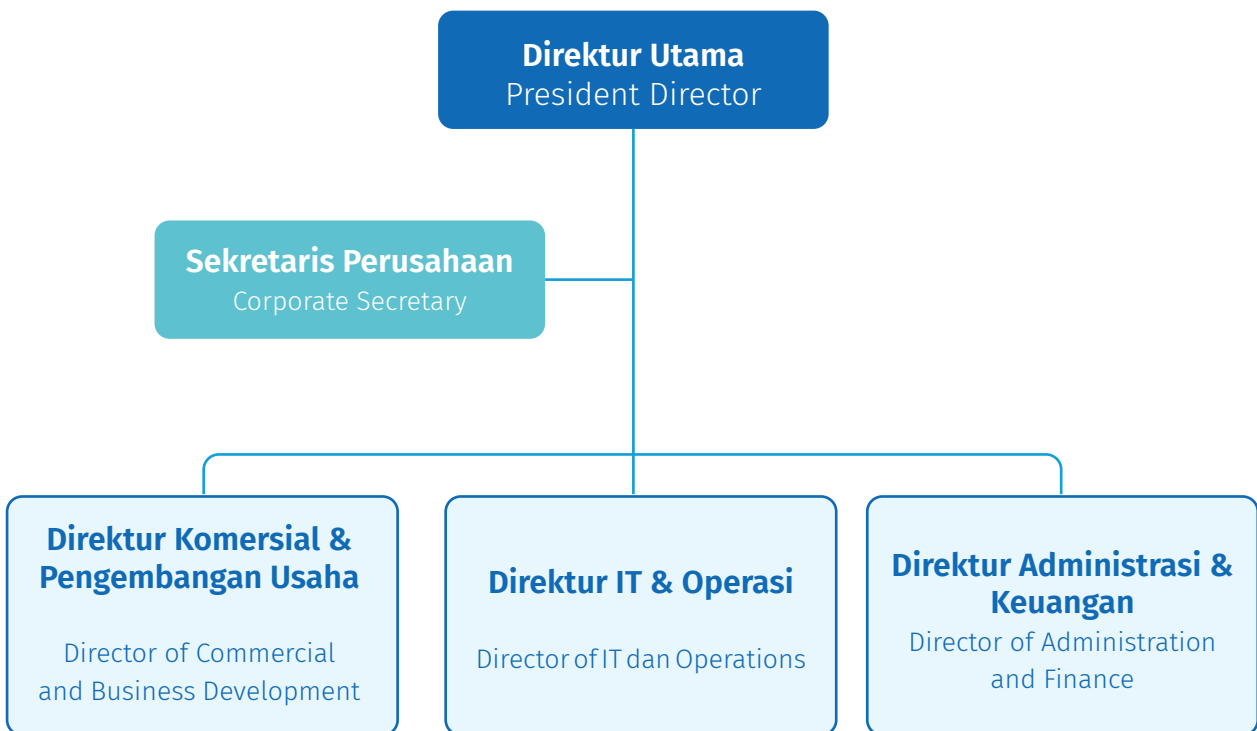 Direktur Utama
President Director
Sekretaris Perusahaan
Corporate Secretary
Direktur Komersial &
Pengembangan Usaha
Director of Commercial
and Business Development
Direktur IT & Operasi
Director of IT dan Operations
Direktur Administrasi &
Keuangan
Director of Administration
and Finance